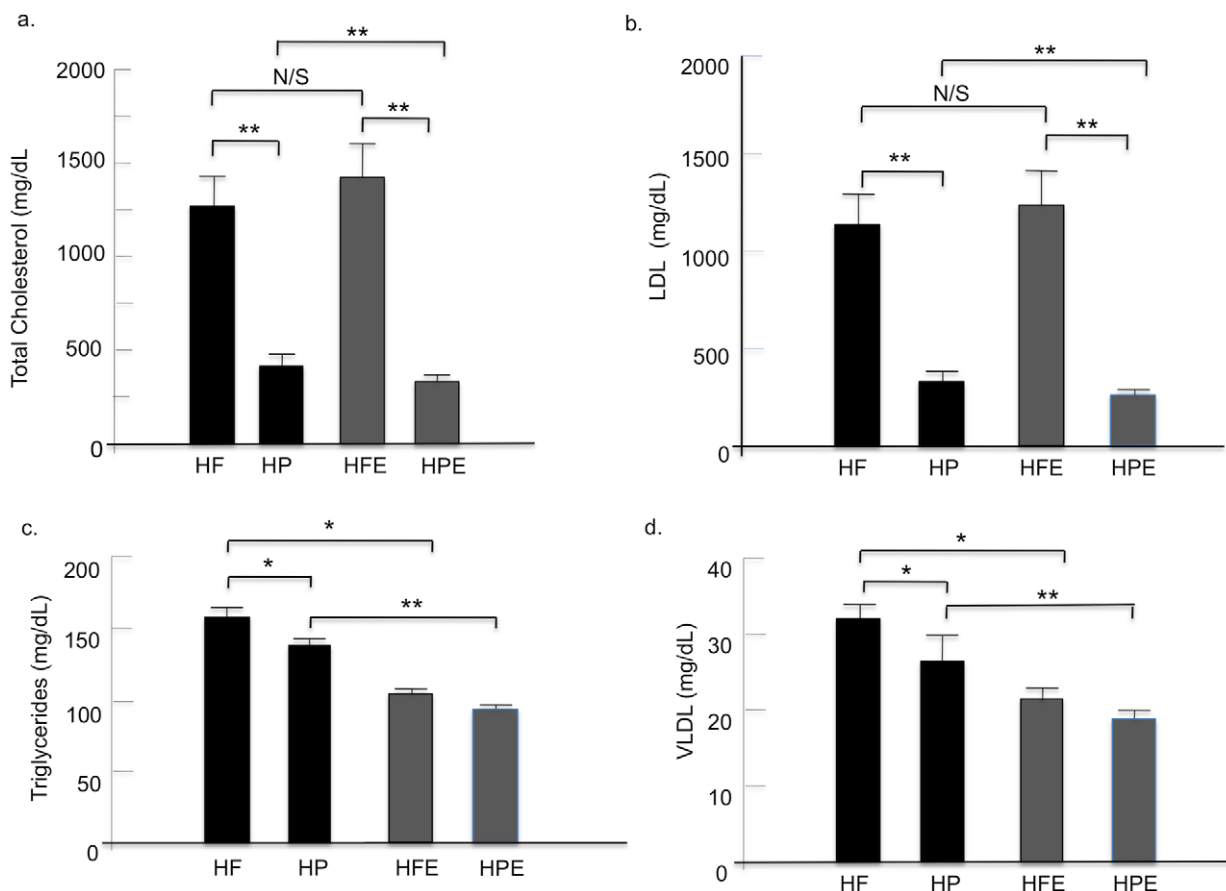 a.
**
2000
N/S
**
**
1500
1000
500
0
Total Cholesterol (mg/dL
HF HP HFE HPE
b.
**
2000
N/S
**
**
1500
1000
500
0
LDL (mg/dL)
HF HP HFE HPE
c.
*
200
*
**
150
100
50
0
Triglycerides (mg/dL)
HF HP HFE HPE
d.
*
40
*
**
30
20
10
0
VLDL (mg/dL)
HF HP HFE HPE